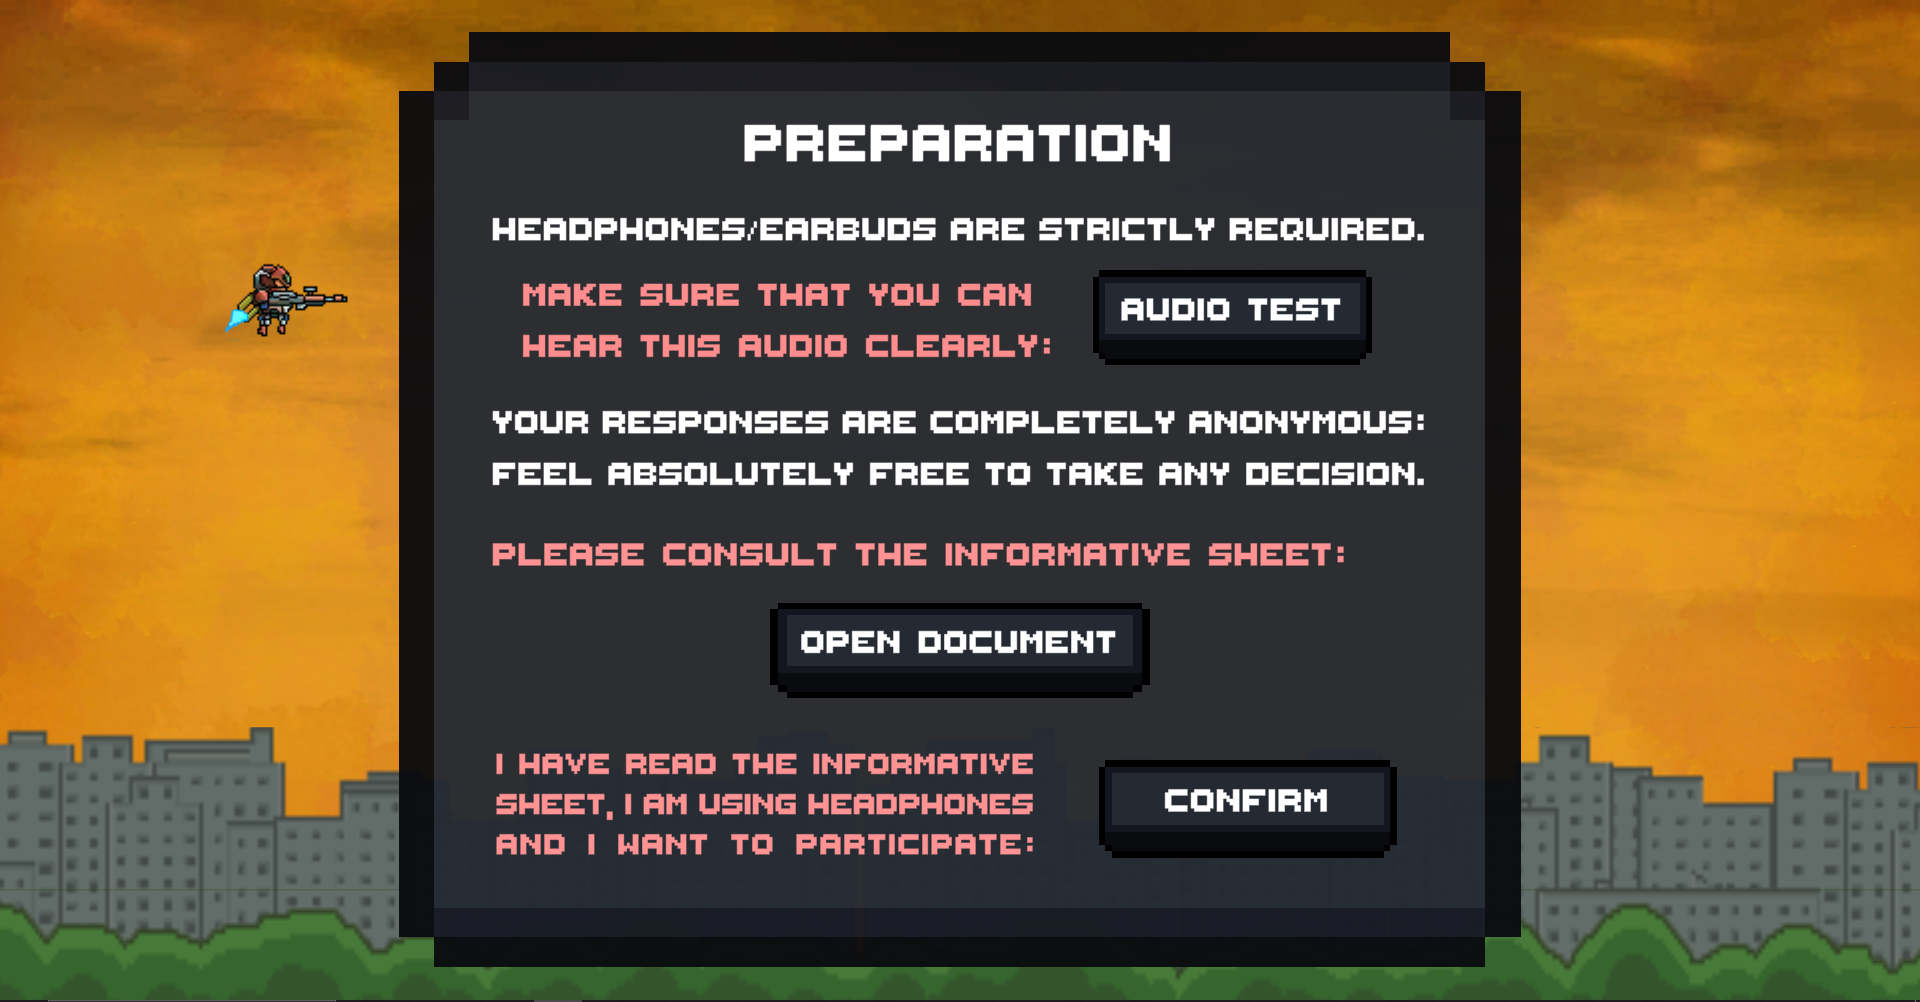 PREPARATION
HEADPHONES/EARBUDS ARE STRICTLY REQUIRED.
MAKE SURE THAT YOU CAN
HEAR THIS AUDIO CLEARLY:
AUDIO TEST
YOUR RESPONSES ARE COMPLETELY ANONYMOUS:
FEEL ABSOLUTELY FREE TO TAKE ANY DECISION.
PLEASE CONSULT THE INFORMATIVE SHEET:
OPEN DOCUMENT
I HAVE READ THE INFORMATIVE
SHEET, I AM USING HEADPHONES
AND I WANT TO PARTICIPATE:
CONFIRM